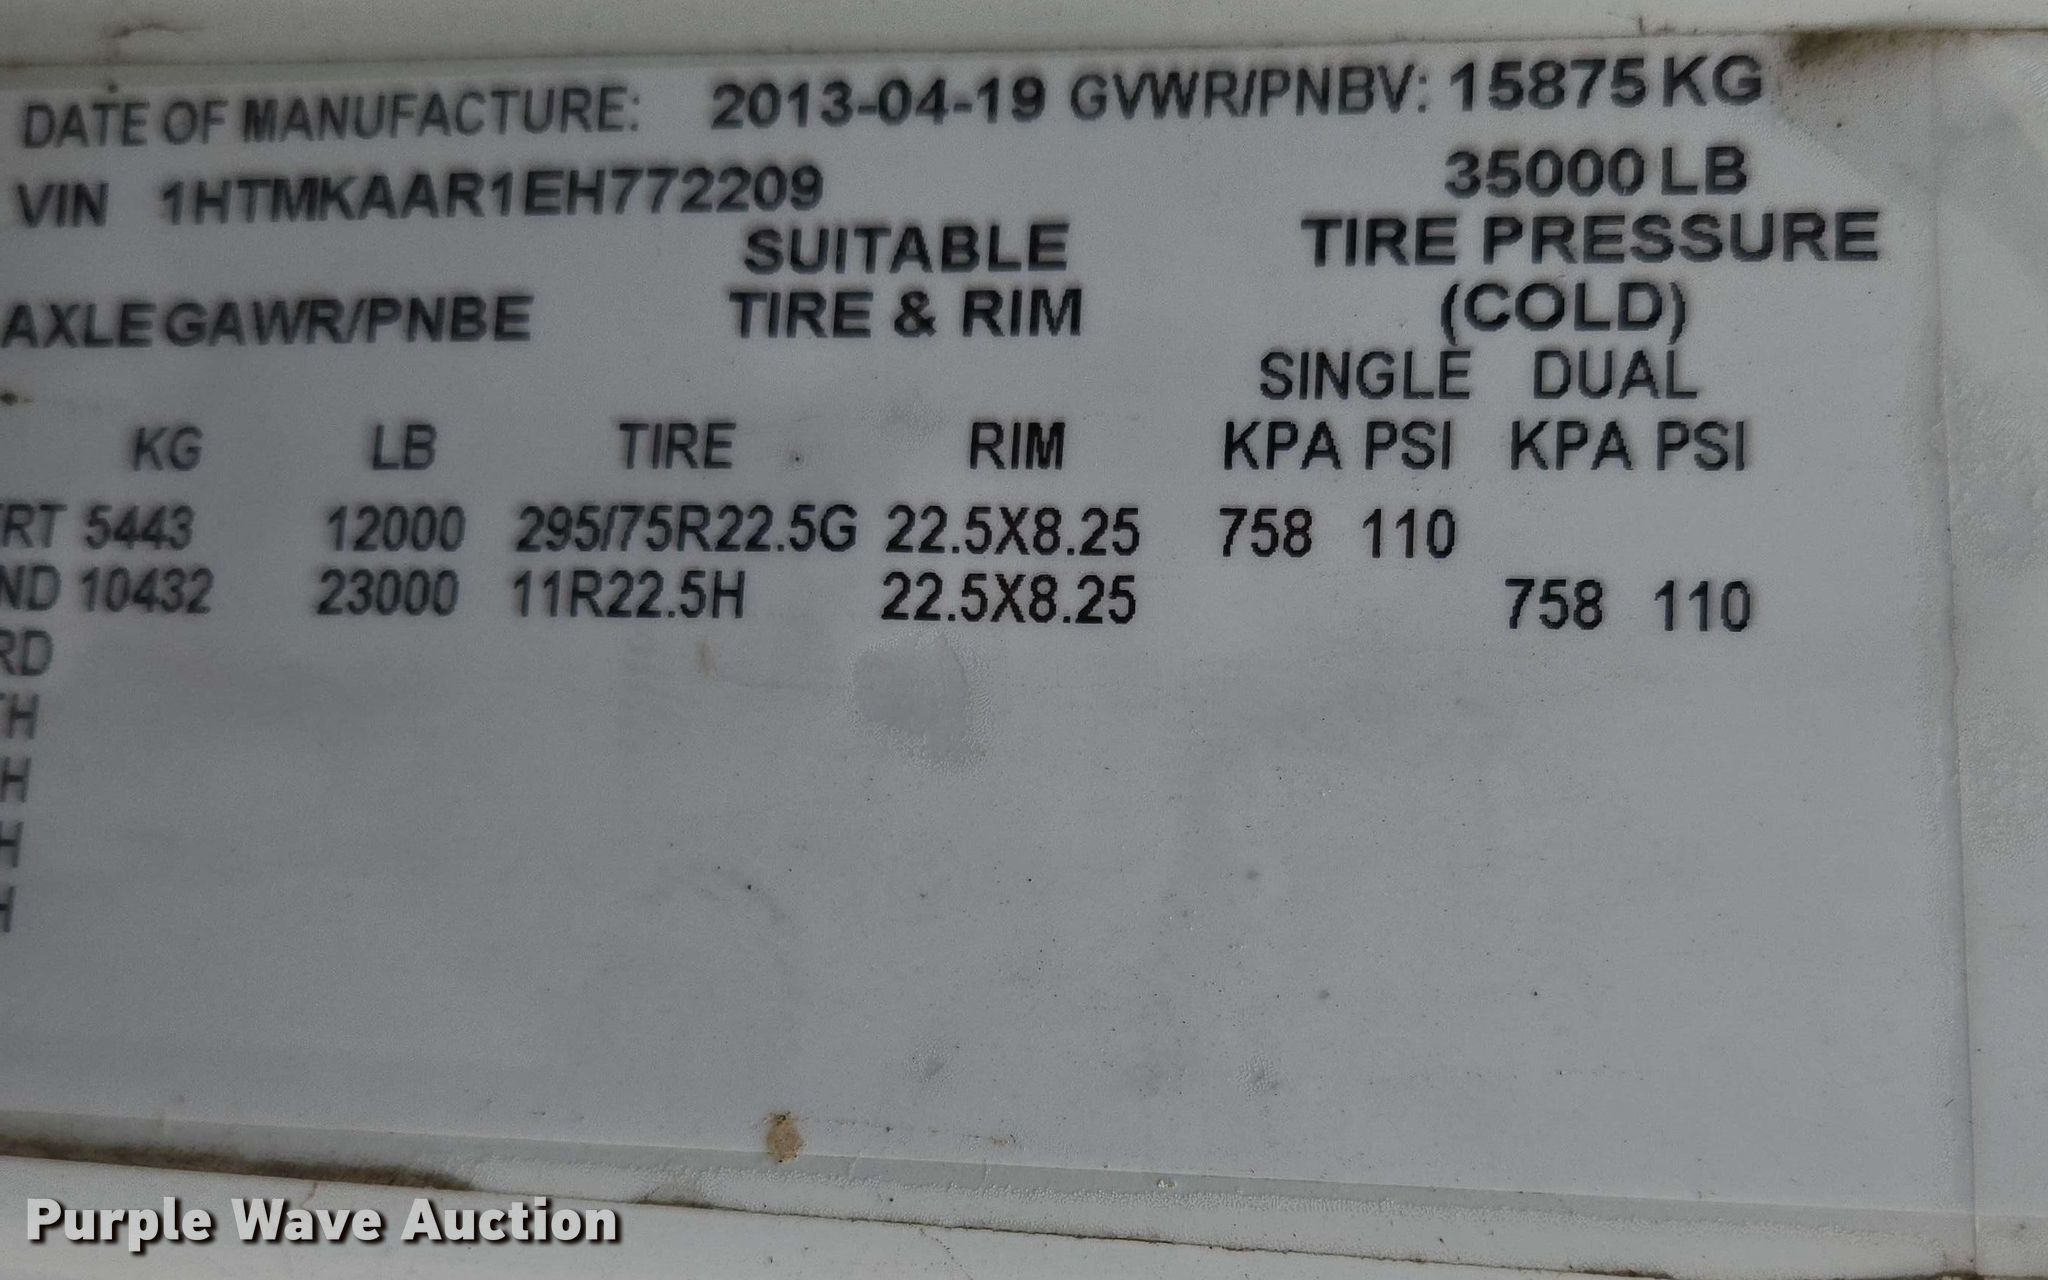 DATE OF MANUFACTURE: 2013-04-19 GVWR/PNBV: 15875 KG
VIN 1HTMKAAR1EH772209 35000 LB
SUITABLE TIRE PRESSURE
AXLE GAWR/PNBE TIRE & RIM (COLD)
SINGLE DUAL
KG LB TIRE RIM KPA PSI KPA PSI
RT 5443 12000 295/75R22.5G 22.5X8.25 758 110
ND 10432 23000 11R22.5H 22.5X8.25 758 110
RD
TH
H
H
H
Purple Wave Auction